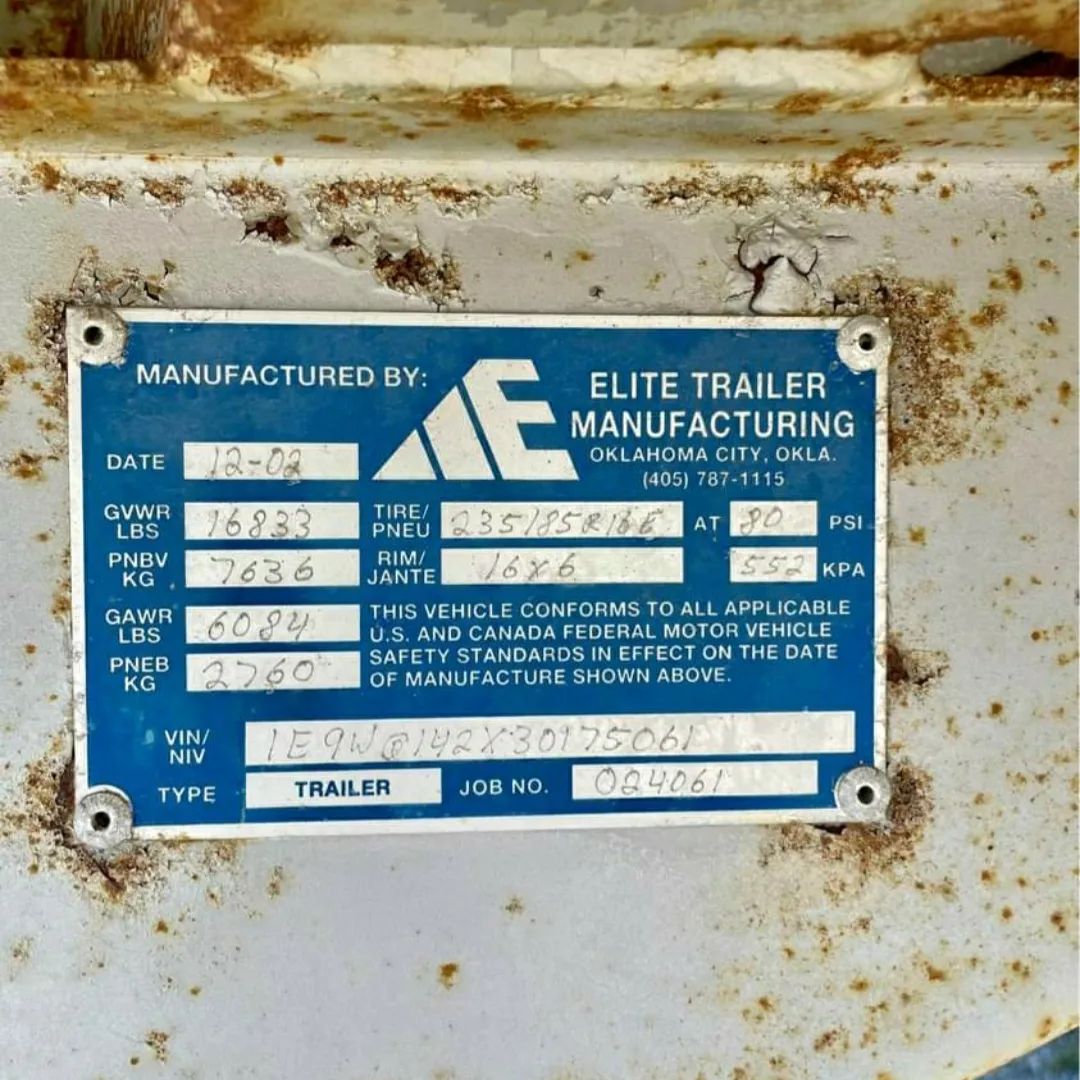 MANUFACTURED BY:
ELITE TRAILER
MANUFACTURING
OKLAHOMA CITY, OKLA.
(405) 787-1115
DATE 12-02
GVWR LBS 16833 TIRE/ PNEU 235/85R16E AT 80 PSI
PNBV KG 7636 RIM/ JANTE 16x6 552 KPA
GAWR LBS 6084
PNEB KG 2760
THIS VEHICLE CONFORMS TO ALL APPLICABLE
U.S. AND CANADA FEDERAL MOTOR VEHICLE
SAFETY STANDARDS IN EFFECT ON THE DATE
OF MANUFACTURE SHOWN ABOVE.
VIN/ NIV
TYPE TRAILER JOB NO. 024061